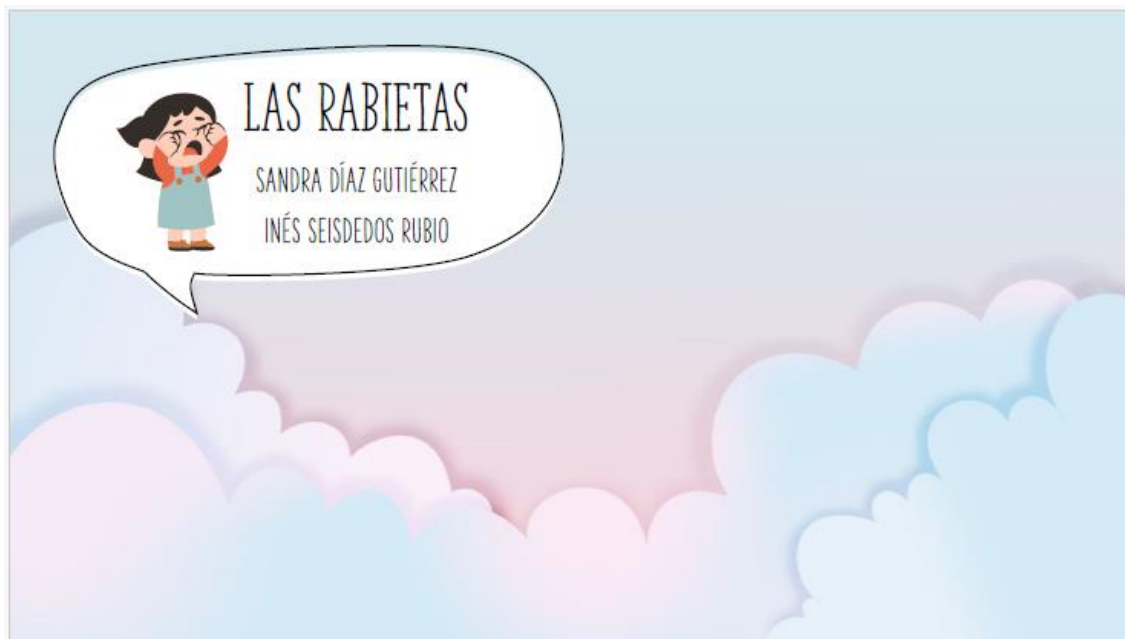 LAS RABIETAS
SANDRA DÍAZ GUTIÉRREZ
INÉS SEISDEDOS RUBIO